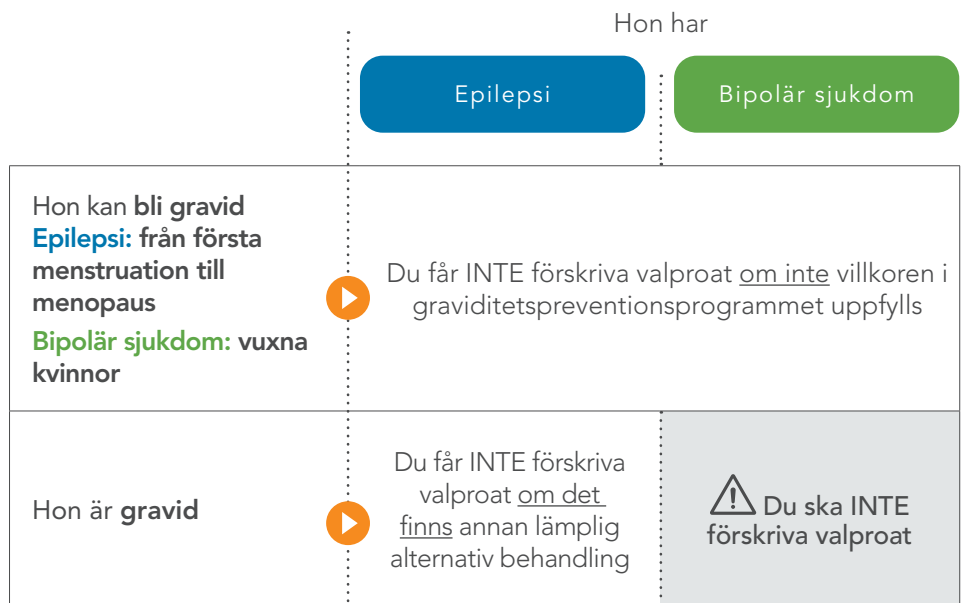 Hon har
Epilepsi
Bipolär sjukdom
Hon kan bli gravid
Epilepsi: från första
menstruation till
menopaus
Bipolär sjukdom: vuxna
kvinnor
Du får INTE förskriva valproat om inte villkoren i
graviditetspreventionsprogrammet uppfylls
Hon är gravid
Du får INTE förskriva
valproat om det
finns annan lämplig
alternativ behandling
Du ska INTE
förskriva valproat